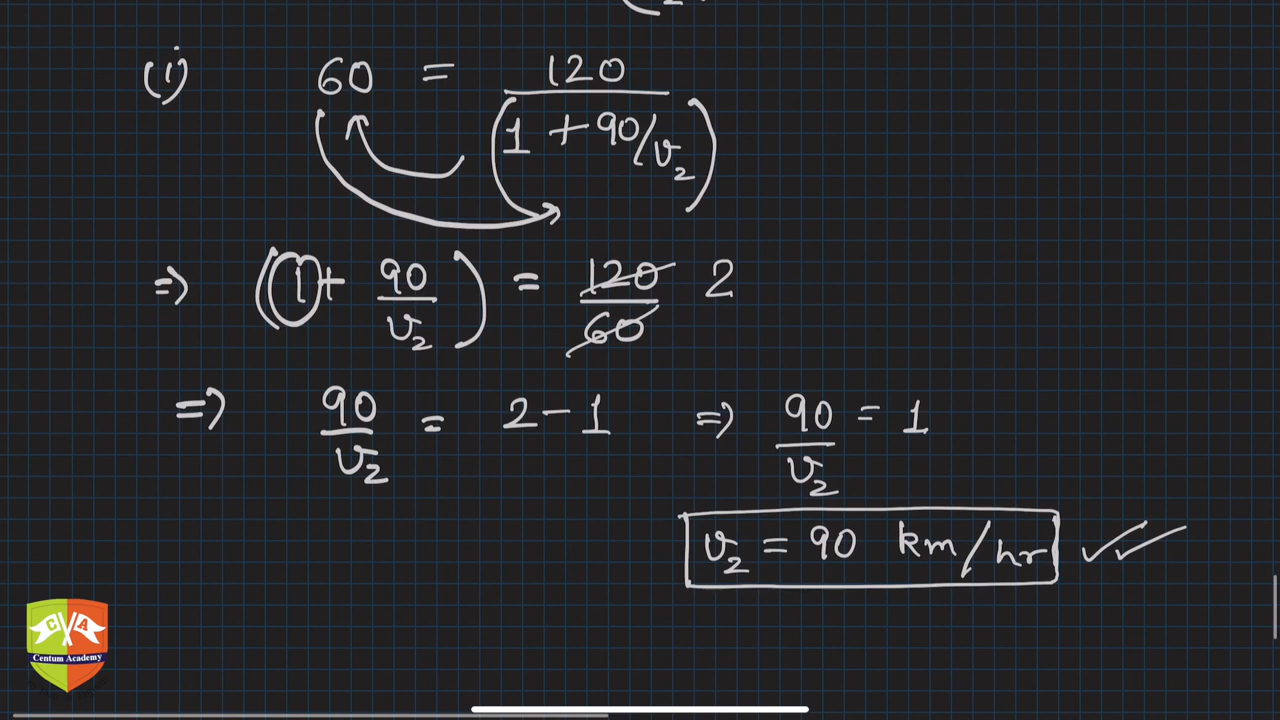 (i) 60 = 120 / (1 + 90/v₂)
⇒ (1 + 90/v₂) = 120/60 2
⇒ 90/v₂ = 2 - 1 ⇒ 90/v₂ = 1
v₂ = 90 km/hr ✓✓
C A
Centum Academy